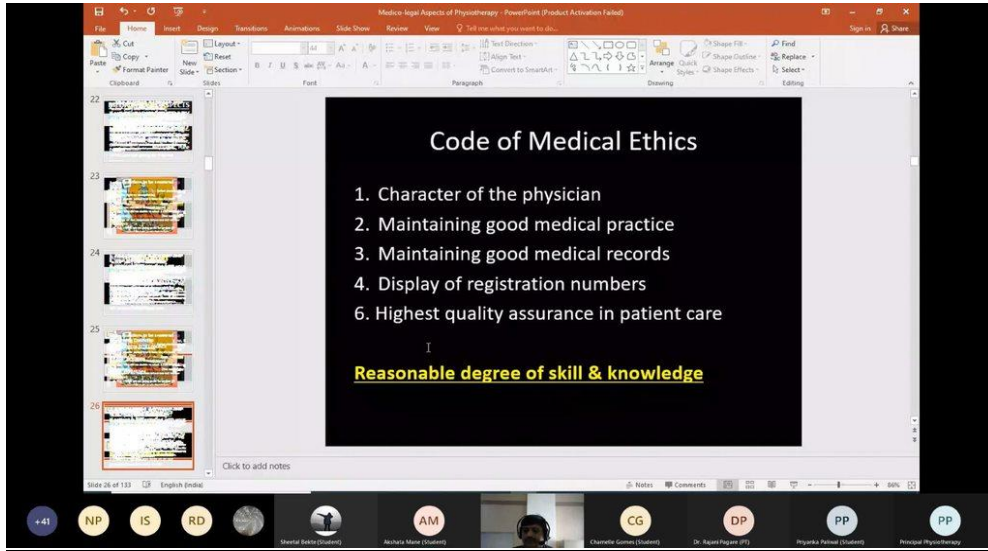 Medico-legal Aspects of Physiotherapy - PowerPoint (Product Activation Failed)
File Home Insert Design Transitions Animations Slide Show Review View Tell me what you want to do... Sign in Share
Cut
Copy
Format Painter
Paste
Clipboard
New
Slide
Layout
Reset
Section
Slides
44
Font
Text Direction
Align Text
Convert to SmartArt
Paragraph
Arrange
Quick
Styles
Shape Fill
Shape Outline
Shape Effects
Drawing
Find
Replace
Select
Editing
22
23
24
25
26
Code of Medical Ethics
1. Character of the physician
2. Maintaining good medical practice
3. Maintaining good medical records
4. Display of registration numbers
6. Highest quality assurance in patient care
Reasonable degree of skill & knowledge
Click to add notes
Slide 26 of 133 English (India) Notes Comments 86%
+41 NP IS RD AM CG DP PP PP
Sheetal Bekte(Student) Akshata Mane (Student) Charnelle Gomes (Student) Dr. Rajani Pagare (PT) Priyanka Paliwal (Student) Principal Physiotherapy